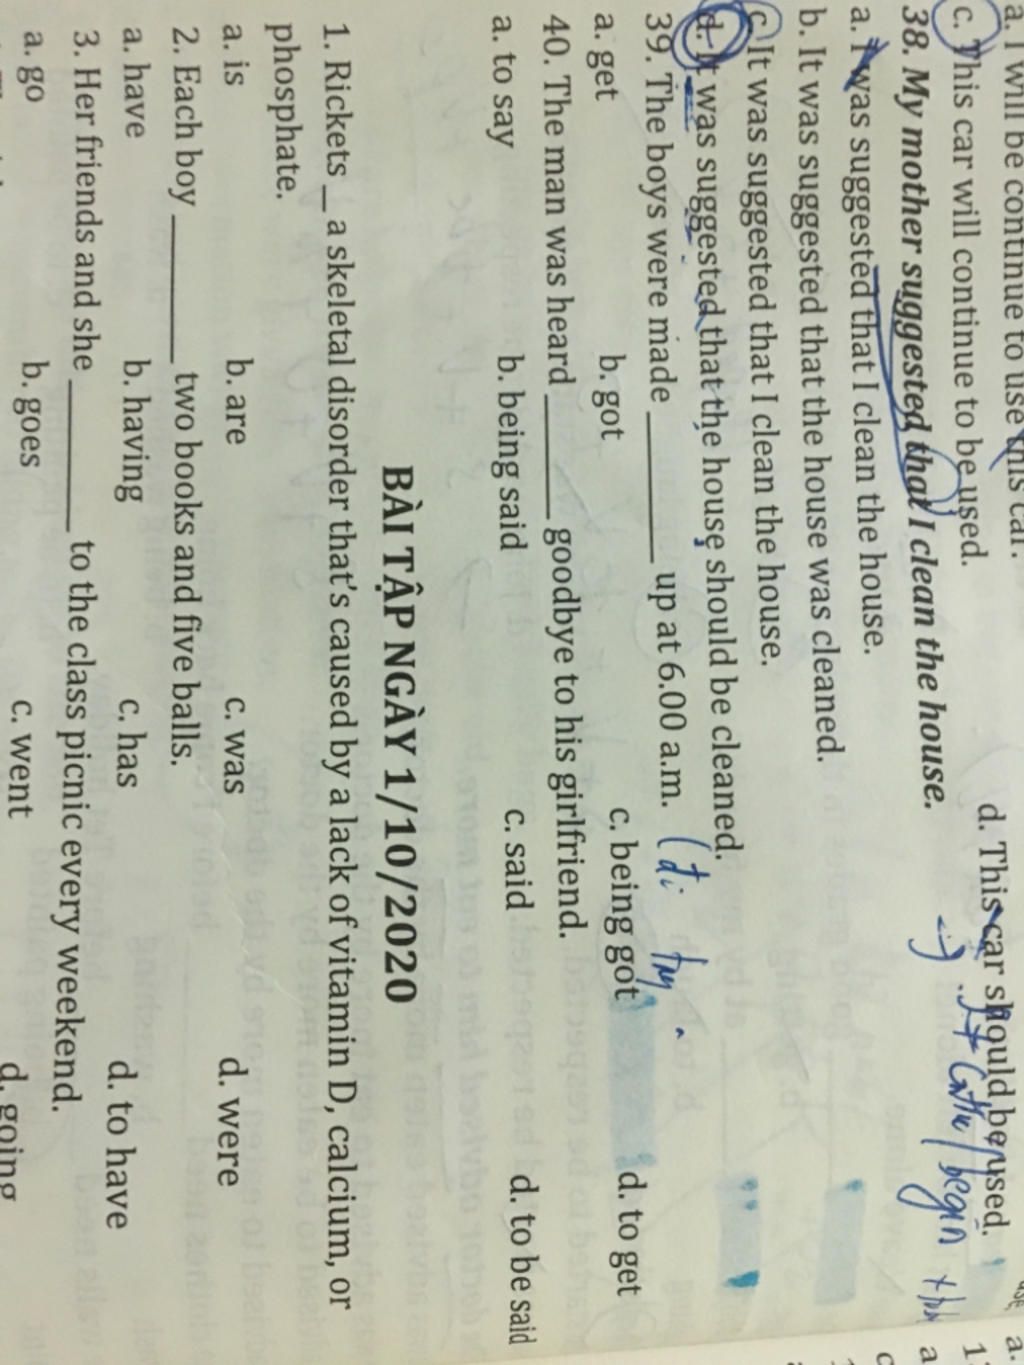 a. I will be continue to use this car.
c. This car will continue to be used.
d. This car should be used.
38. My mother suggested that I clean the house.
a. I was suggested that I clean the house.
b. It was suggested that the house was cleaned.
c. It was suggested that I clean the house.
d. It was suggested that the house should be cleaned.
39. The boys were made ________ up at 6.00 a.m.
a. get b. got c. being got d. to get
40. The man was heard ________ goodbye to his girlfriend.
a. to say b. being said c. said d. to be said
BÀI TẬP NGÀY 1/10/2020
1. Rickets __ a skeletal disorder that's caused by a lack of vitamin D, calcium, or
phosphate.
a. is b. are c. was d. were
2. Each boy ________ two books and five balls.
a. have b. having c. has d. to have
3. Her friends and she ________ to the class picnic every weekend.
a. go b. goes c. went d. going